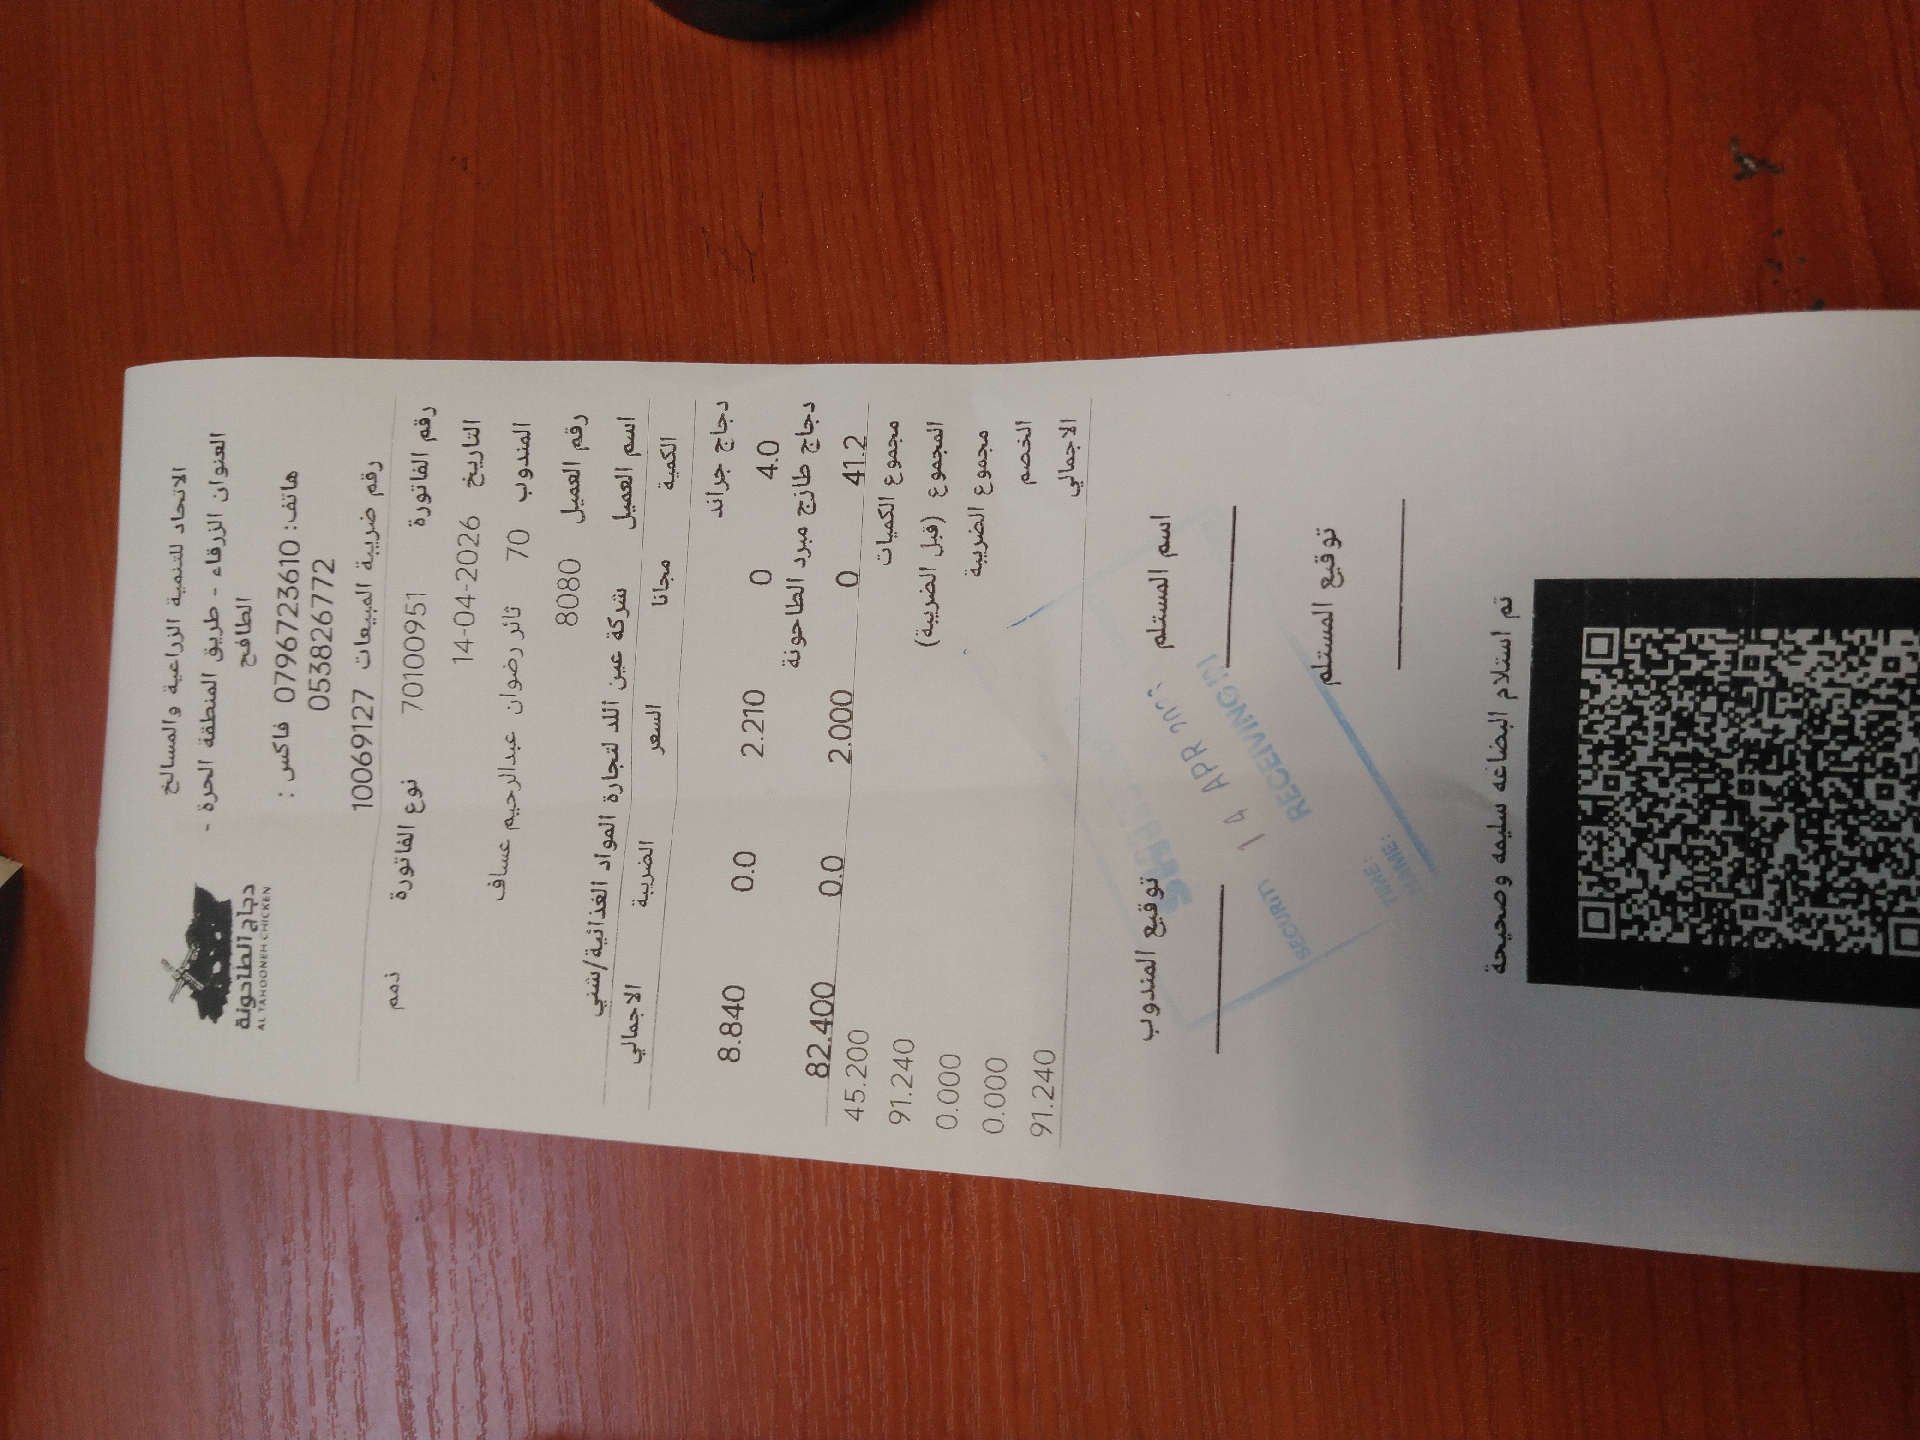 الاتحاد للتنمية الزراعية والمسالخ
العنوان الزرقاء - طريق المنطقة الحرة -
الطافح
هاتف: 0796723610 فاكس :
053826772
رقم ضريبة المبيعات 10069127
دجاج الطاحونة
AL TAHOONEH CHICKEN
رقم الفاتورة 70100951 نوع الفاتورة ذمم
التاريخ 14-04-2026
المندوب 70 ثائر رضوان عبدالرحيم عساف
رقم العميل 8080
اسم العميل شركة عين اللد لتجارة المواد الغذائية/شني
الكمية مجانا السعر الضريبة الاجمالي
دجاج جراند
4.0 0 2.210 0.0 8.840
دجاج طازج مبرد الطاحونة
41.2 0 2.000 0.0 82.400
مجموع الكميات 45.200
المجموع (قبل الضريبة) 91.240
مجموع الضريبة 0.000
الخصم 0.000
الاجمالي 91.240
اسم المستلم توقيع المندوب
توقيع المستلم
SECURITY
14 APR
RECEIVING
TIME:
NAME:
تم استلام البضاعه سليمه وصحيحة